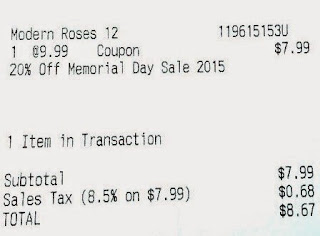 Modern Roses 12 119615153U
1 @9.99 Coupon $7.99
20% Off Memorial Day Sale 2015
1 Item in Transaction
Subtotal $7.99
Sales Tax (8.5% on $7.99) $0.68
TOTAL $8.67